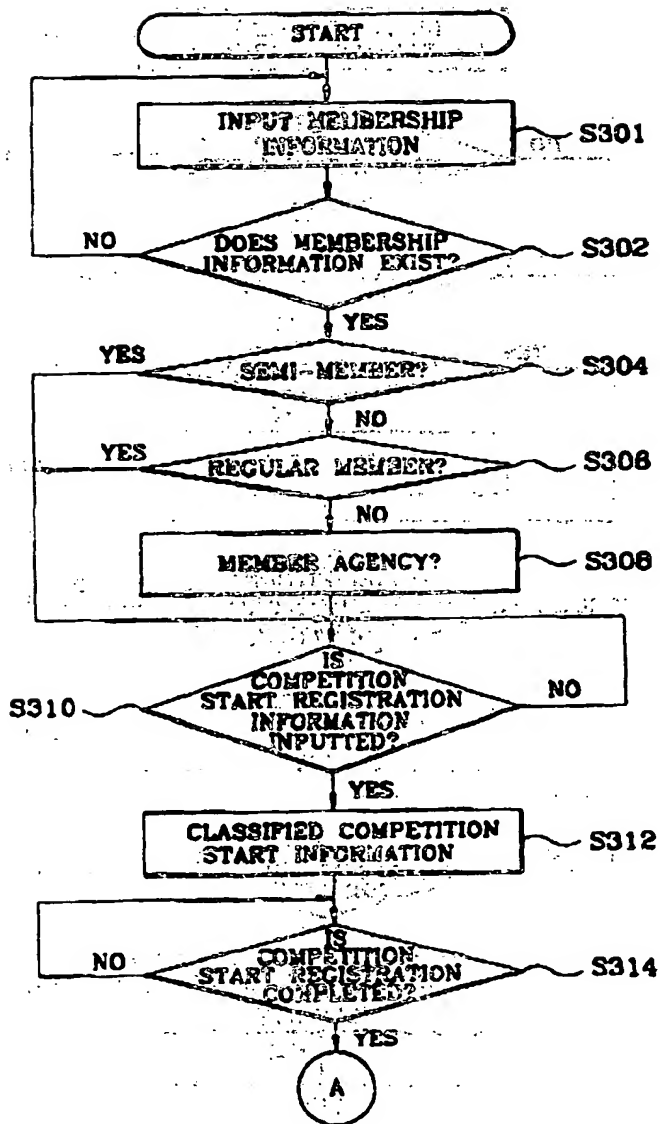 START
INPUT MEMBERSHIP
INFORMATION
S301
DOES MEMBERSHIP
INFORMATION EXIST?
S302
NO
YES
SEMI-MEMBER?
S304
YES
NO
REGULAR MEMBER?
S306
YES
NO
MEMBER AGENCY?
S308
IS
COMPETITION
START REGISTRATION
INFORMATION
INPUTTED?
S310
NO
YES
CLASSIFIED COMPETITION
START INFORMATION
S312
IS
COMPETITION
START REGISTRATION
COMPLETED?
S314
NO
YES
A